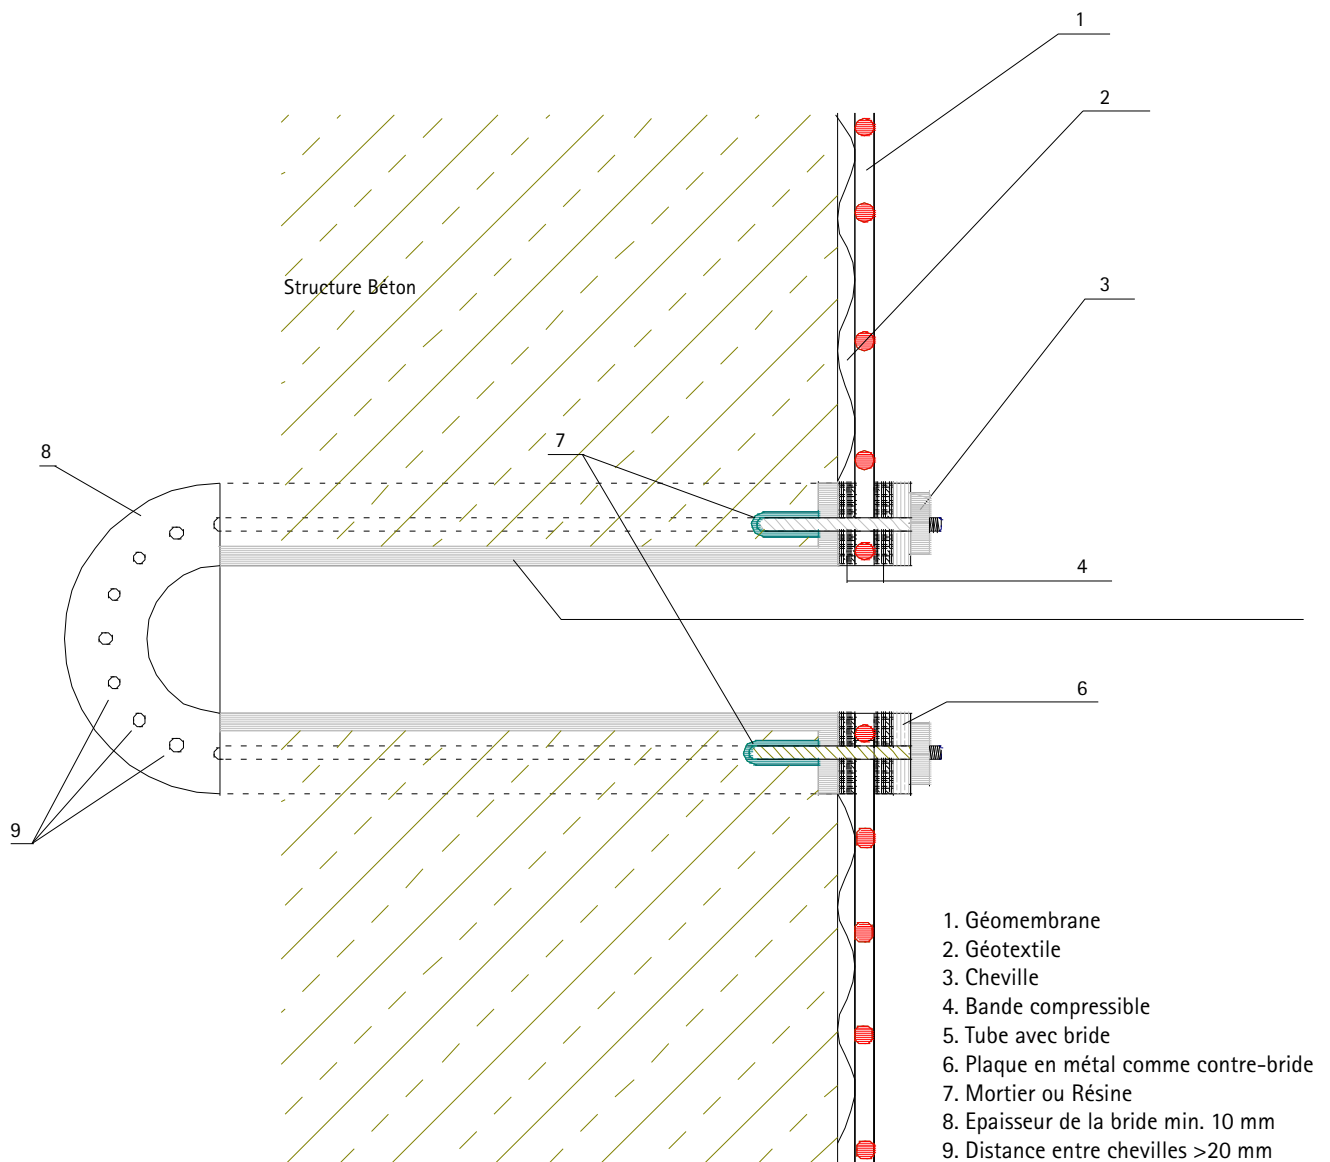 1
2
3
Structure Béton
8
7
4
6
9
1. Géomembrane
2. Géotextile
3. Cheville
4. Bande compressible
5. Tube avec bride
6. Plaque en métal comme contre-bride
7. Mortier ou Résine
8. Epaisseur de la bride min. 10 mm
9. Distance entre chevilles >20 mm